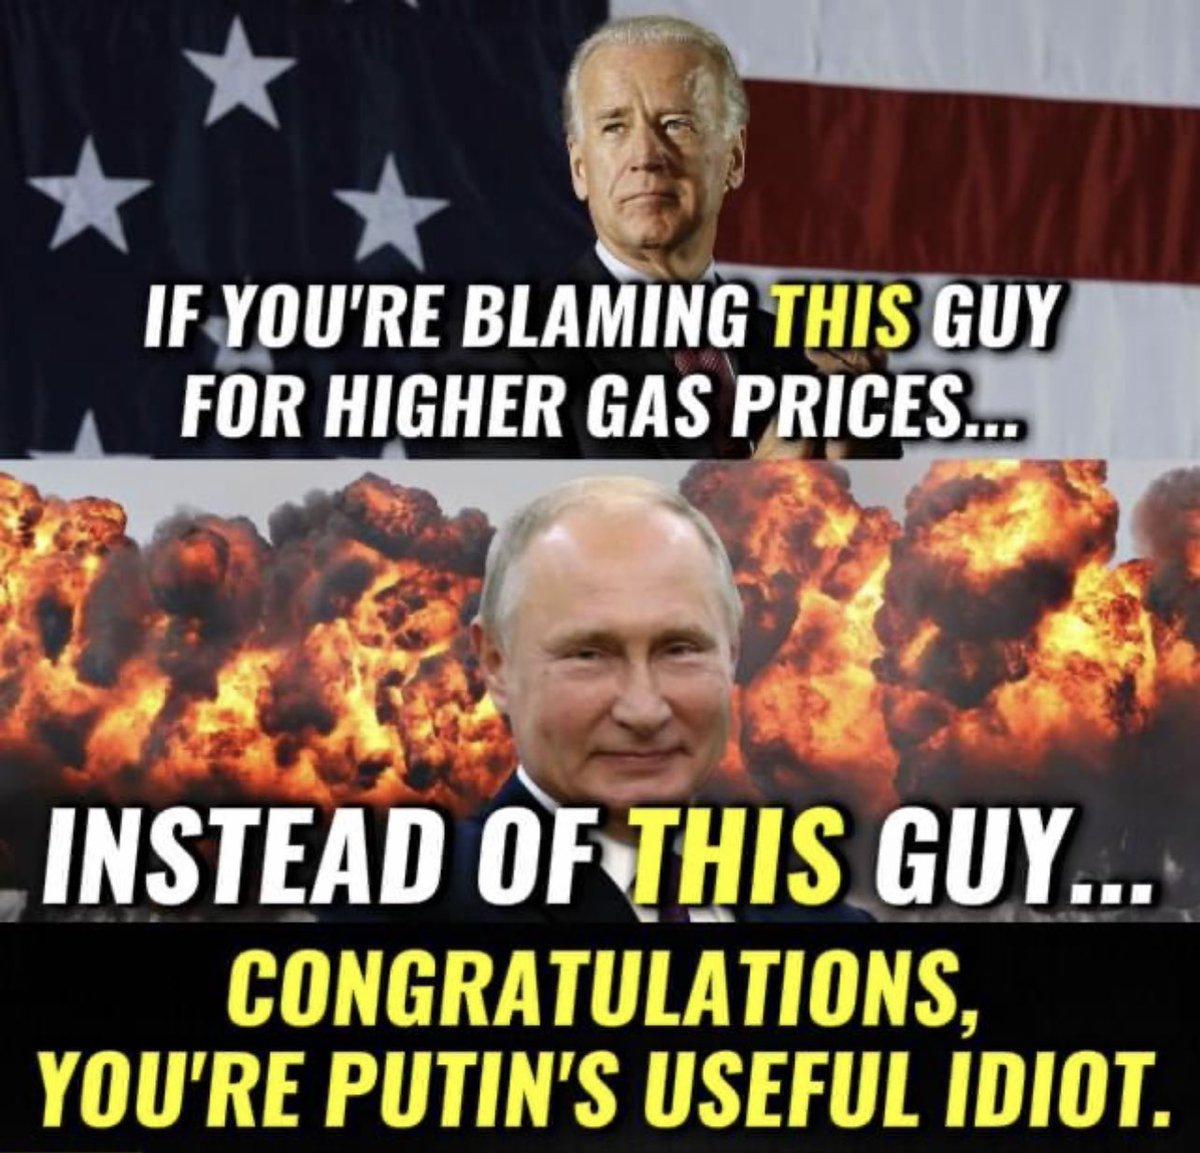 IF YOU'RE BLAMING THIS GUY
FOR HIGHER GAS PRICES...
INSTEAD OF THIS GUY...
CONGRATULATIONS,
YOU'RE PUTIN'S USEFUL IDIOT.